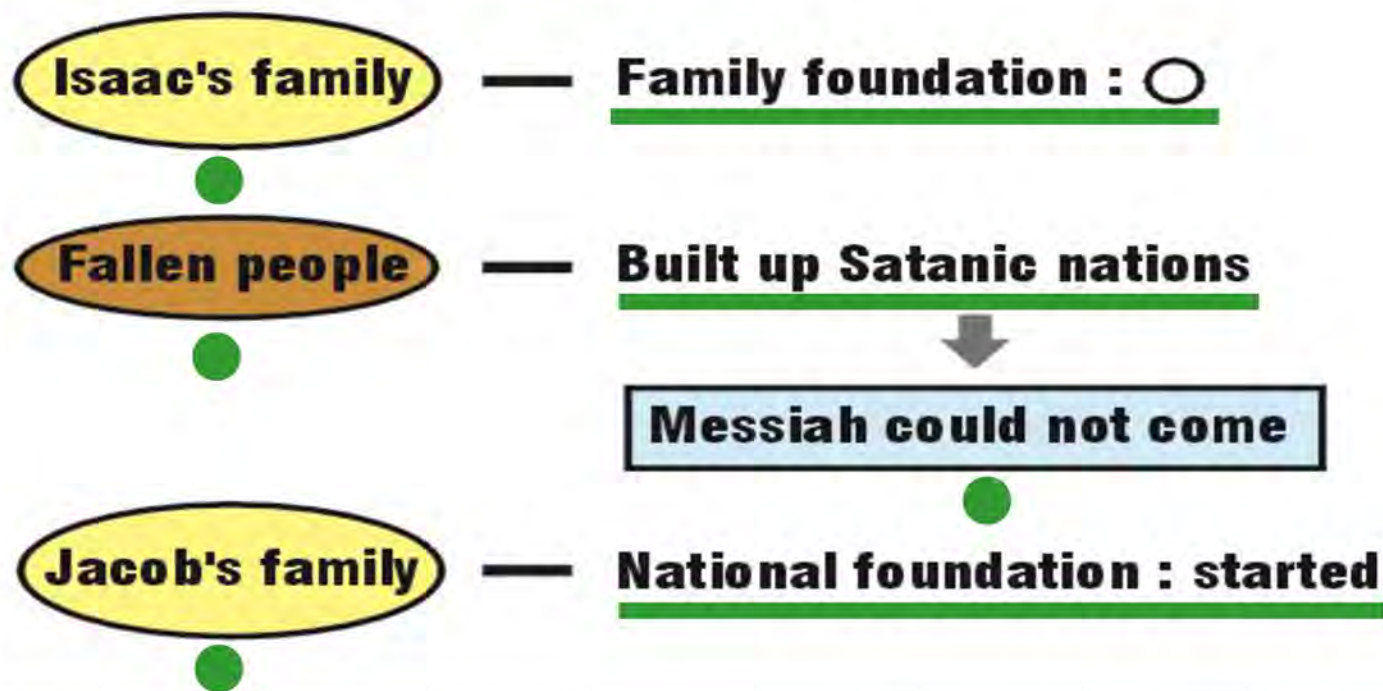 Isaac's family — Family foundation : ○
Fallen people — Built up Satanic nations
Messiah could not come
Jacob's family — National foundation : started